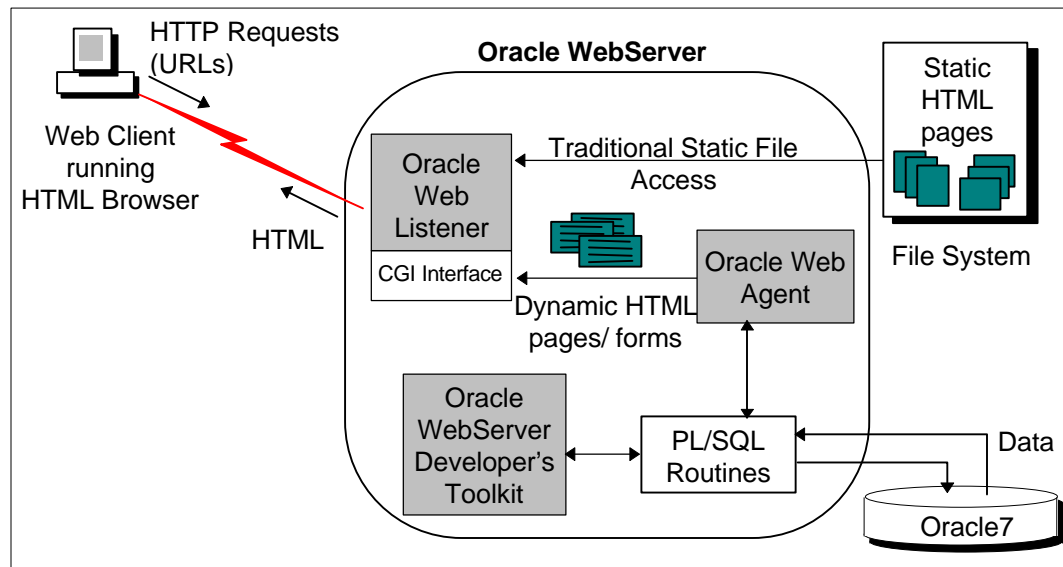 HTTP Requests
(URLs)
Oracle WebServer
Static
HTML
pages
Web Client
running
HTML Browser
Oracle
Web
Listener
Traditional Static File
Access
HTML
CGI Interface
Oracle Web
Agent
File System
Dynamic HTML
pages/ forms
Oracle
WebServer
Developer's
Toolkit
PL/SQL
Routines
Data
Oracle7